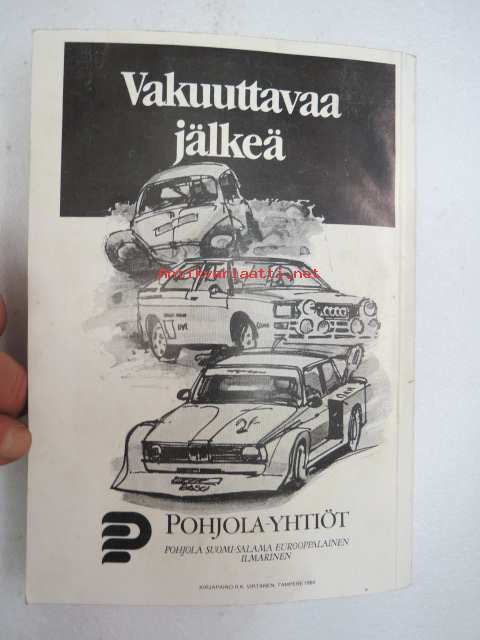 Vakuuttavaa
jälkeä
Antikvariaatti.net
POHJOLA-YHTIÖT
POHJOLA SUOMI-SALAMA EUROOPPALAINEN
ILMARINEN
KIRJAPAINO R.K. VIRTANEN, TAMPERE 1984